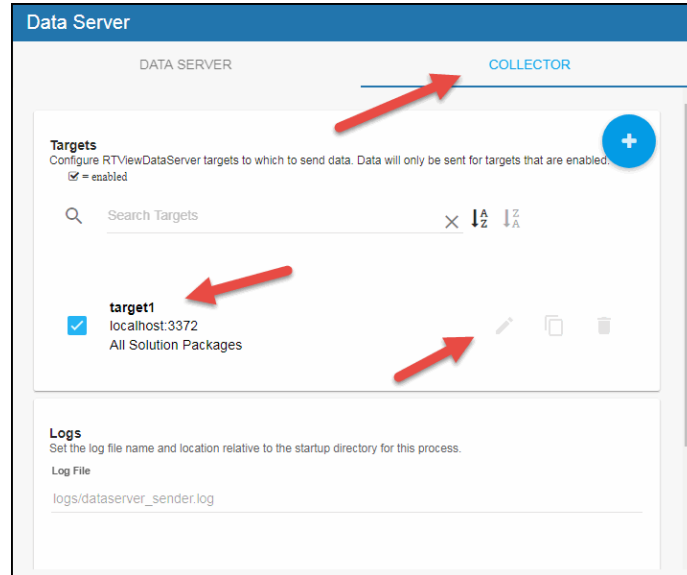 Data Server
DATA SERVER
COLLECTOR
Targets
Configure RTViewDataServer targets to which to send data. Data will only be sent for targets that are enabled.
= enabled
Search Targets
A
Z
Z
A
target1
localhost:3372
All Solution Packages
Logs
Set the log file name and location relative to the startup directory for this process.
Log File
logs/dataserver_sender.log